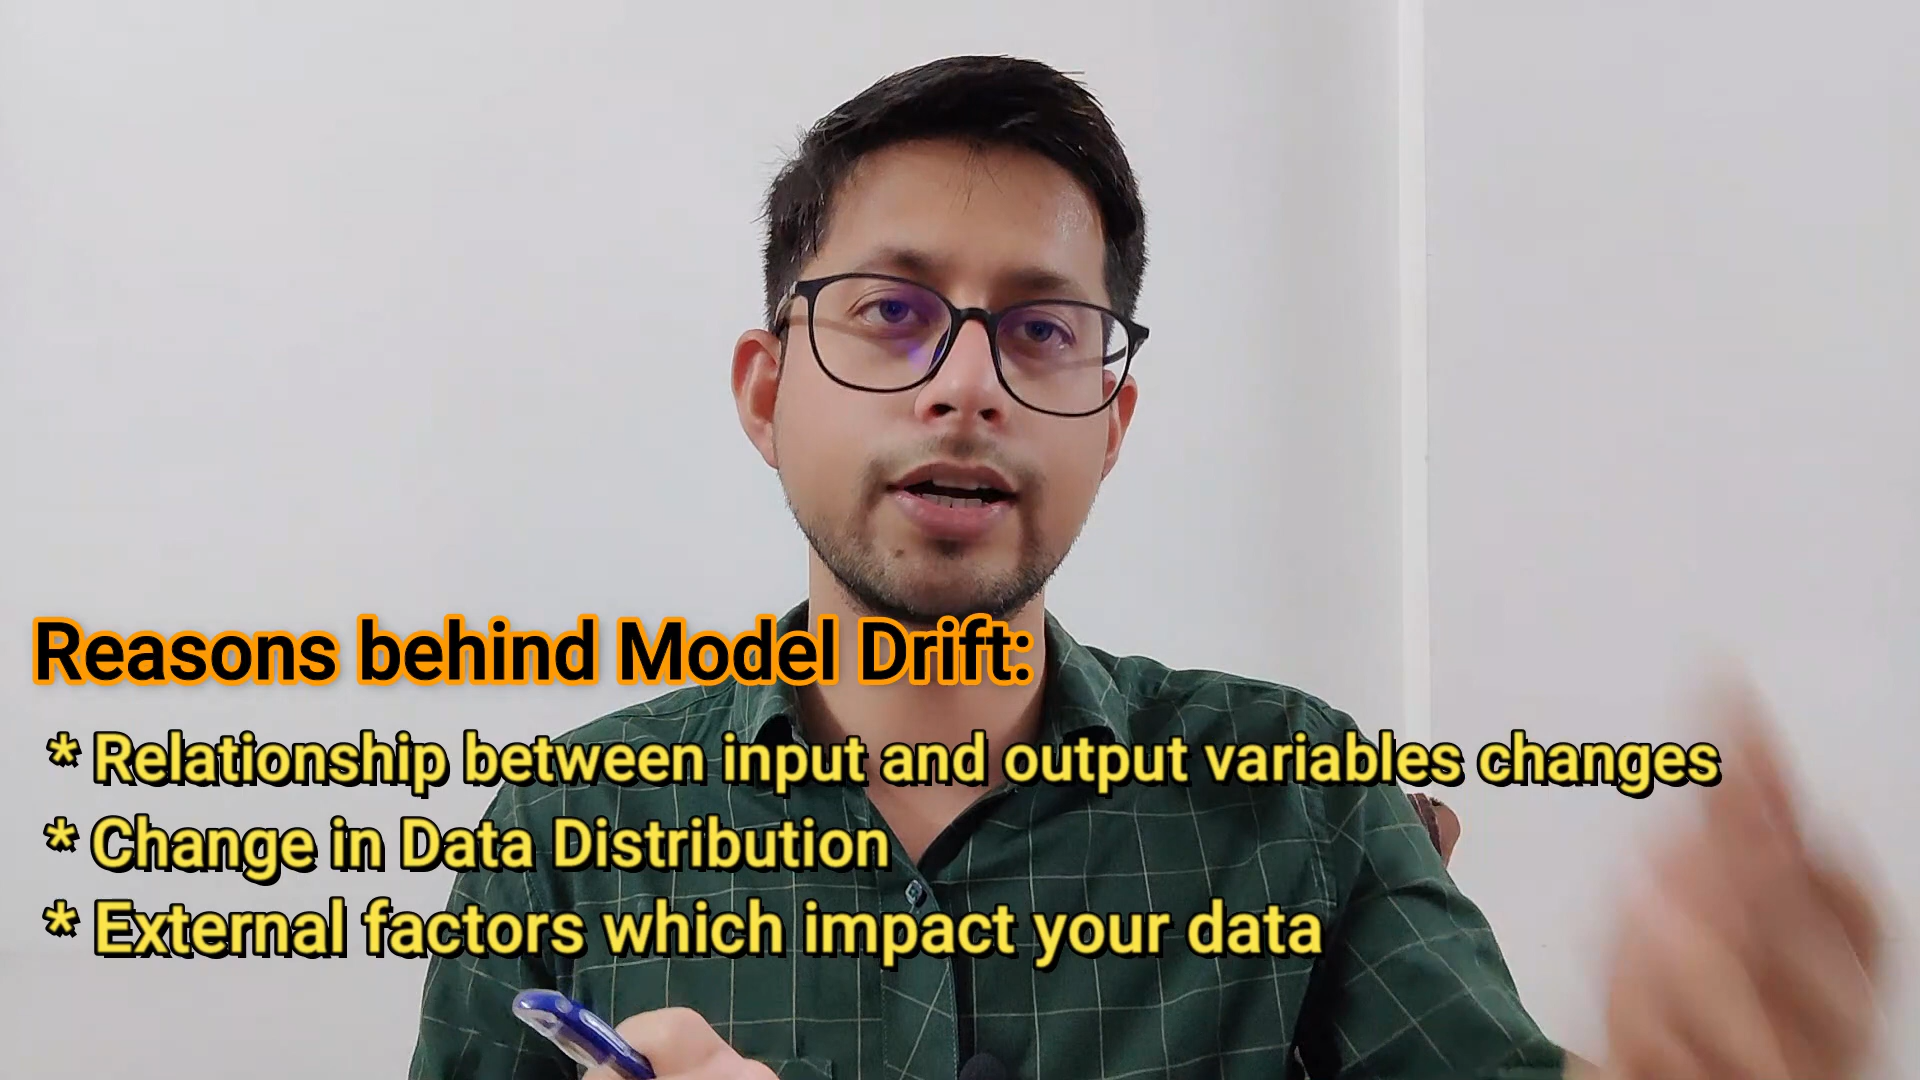 Reasons behind Model Drift:
* Relationship between input and output variables changes
* Change in Data Distribution
* External factors which impact your data